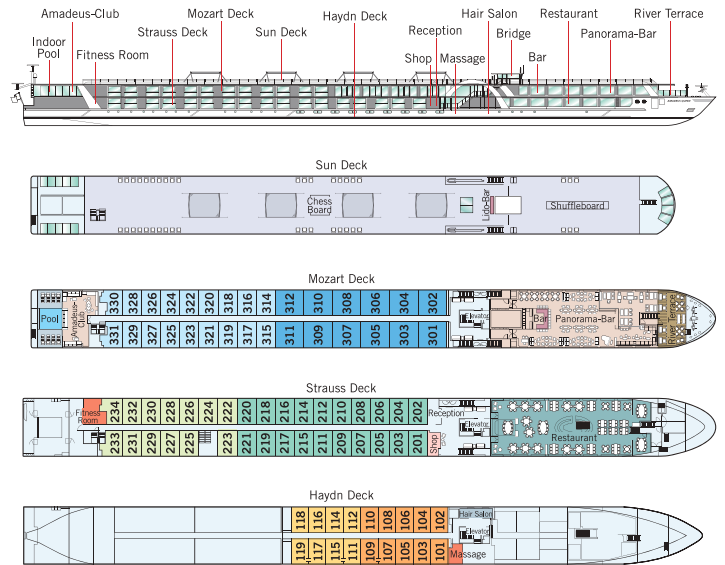 Amadeus-Club
Mozart Deck
Haydn Deck
Hair Salon
Restaurant
River Terrace
Strauss Deck
Sun Deck
Reception
Bridge
Panorama-Bar
Indoor
Pool
Fitness Room
Shop
Massage
Bar
Sun Deck
Chess
Board
Lido-Bar
Shuffleboard
Mozart Deck
330 328 326 324 322 320 318 316 314 312 310 308 306 304 302
Pool
Amadeus-
Club
Elevator
Bar
Panorama-Bar
River Terrace
331 329 327 325 323 321 319 317 315 311 309 307 305 303 301
Strauss Deck
Fitness
Room
234 232 230 228 226 224 222 220 218 216 214 212 210 208 206 204 202
Reception
Elevator
Restaurant
233 231 229 227 225 223 221 219 217 215 211 209 207 205 203 201
Shop
Haydn Deck
118 116 114 112 110 108 106 104 102
Hair Salon
Elevator
119 117 115 111 109 107 105 103 101
Massage